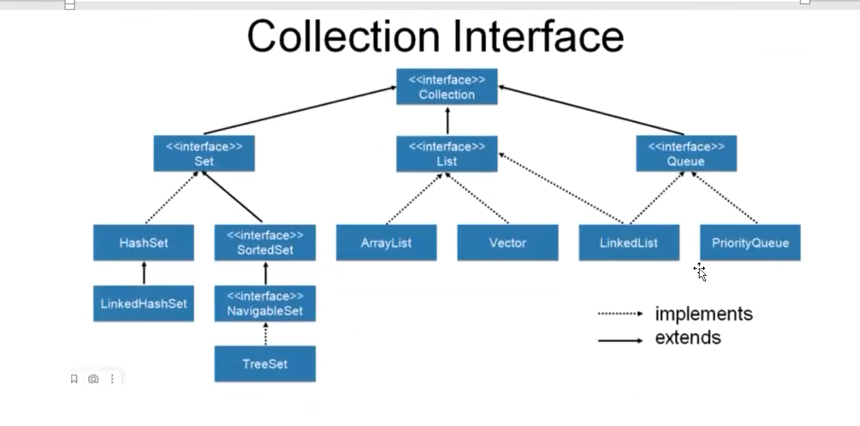 Collection Interface
<<interface>>
Collection
<<interface>>
Set
<<interface>>
List
<<interface>>
Queue
HashSet
<<interface>>
SortedSet
ArrayList
Vector
LinkedList
PriorityQueue
LinkedHashSet
<<interface>>
NavigableSet
TreeSet
implements
extends